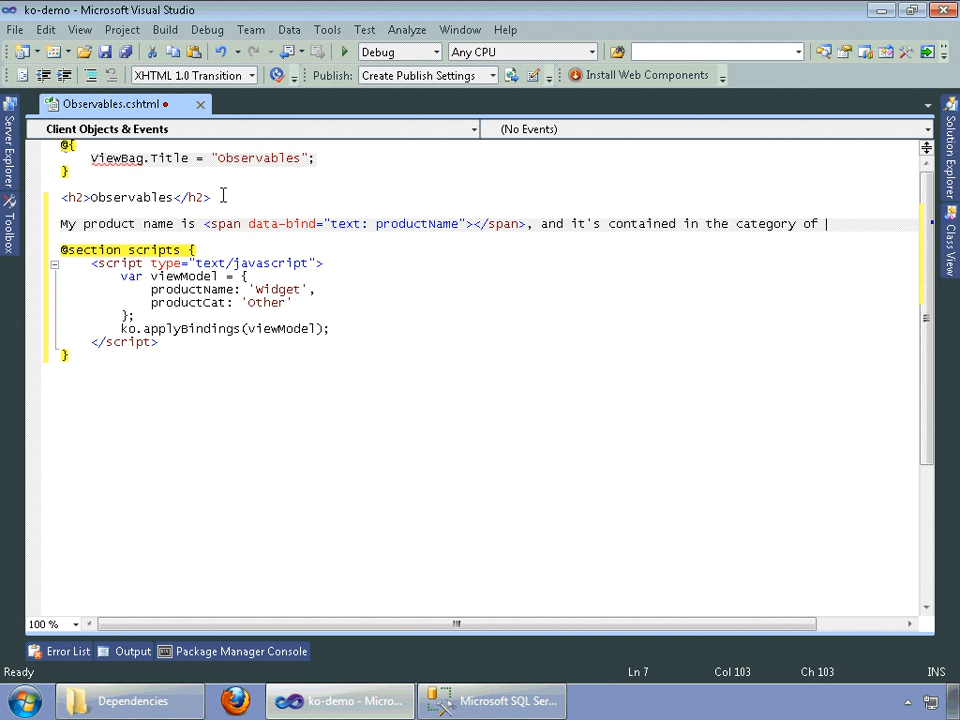 ko-demo - Microsoft Visual Studio
File Edit View Project Build Debug Team Data Tools Test Analyze Window Help
Debug Any CPU
XHTML 1.0 Transition Publish: Create Publish Settings Install Web Components
Observables.cshtml
Client Objects & Events (No Events)
@{
ViewBag.Title = "Observables";
}
<h2>Observables</h2>
My product name is <span data-bind="text: productName"></span>, and it's contained in the category of
@section scripts {
<script type="text/javascript">
var viewModel = {
productName: 'Widget',
productCat: 'Other'
};
ko.applyBindings(viewModel);
</script>
}
Server Explorer
Toolbox
Solution Explorer
Class View
100 %
Error List Output Package Manager Console
Ready Ln 7 Col 103 Ch 103 INS
Dependencies ko-demo - Micro... Microsoft SQL Ser...